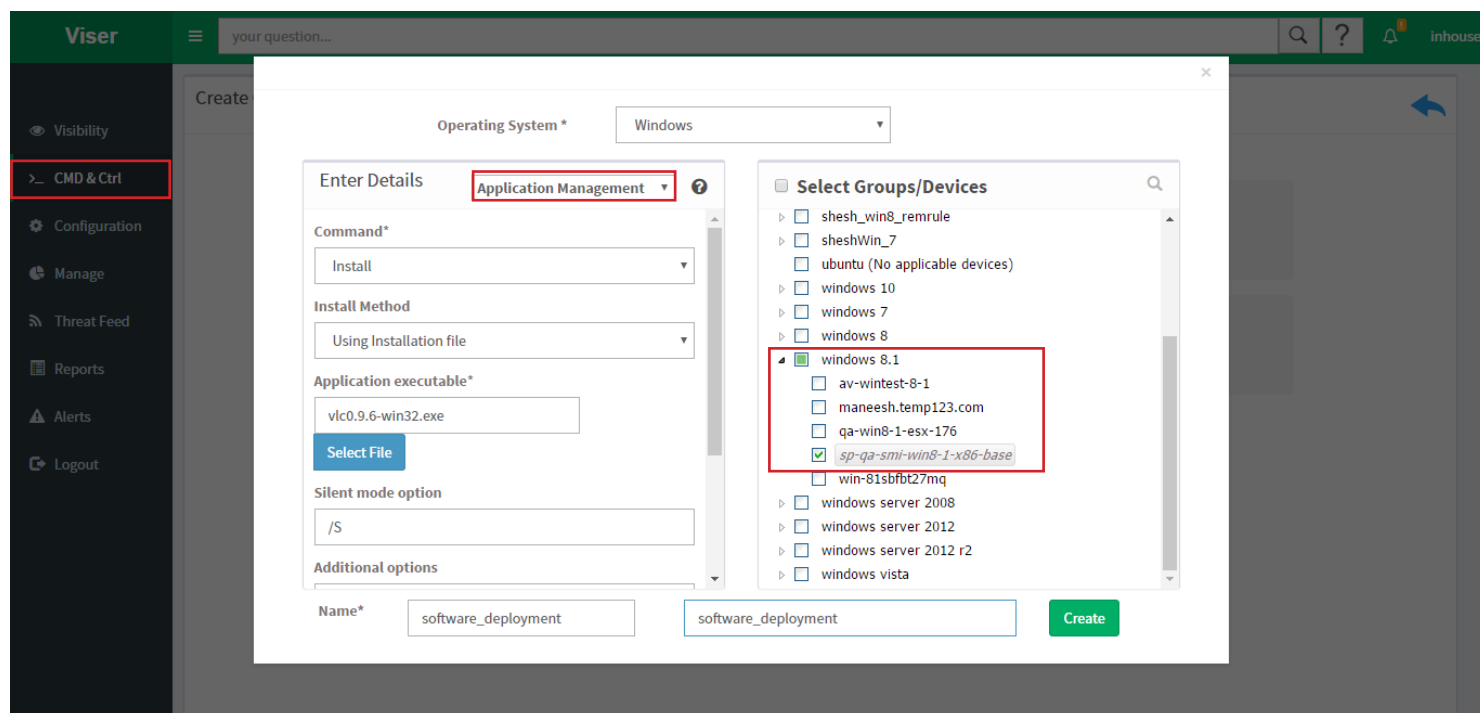 Viser
your question...
?
!
inhouse
Create
×
Visibility
>_ CMD & Ctrl
Configuration
Manage
Threat Feed
Reports
Alerts
Logout
Operating System *
Windows
Enter Details
Application Management
?
Command*
Install
Install Method
Using Installation file
Application executable*
vlc0.9.6-win32.exe
Select File
Silent mode option
/S
Additional options
Select Groups/Devices
shesh_win8_remrule
sheshWin_7
ubuntu (No applicable devices)
windows 10
windows 7
windows 8
windows 8.1
av-wintest-8-1
maneesh.temp123.com
qa-win8-1-esx-176
sp-qa-smi-win8-1-x86-base
win-81sbfbt27mq
windows server 2008
windows server 2012
windows server 2012 r2
windows vista
Name*
software_deployment
software_deployment
Create